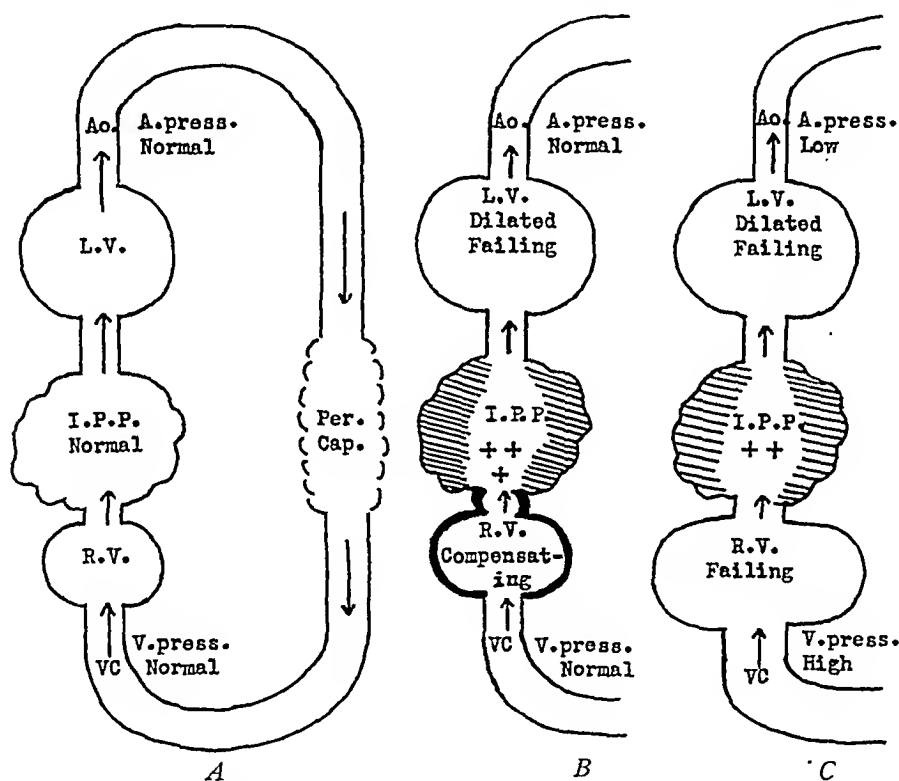 Ao.
A.press.
Normal
L.V.
I.P.P.
Normal
R.V.
VC
V.press.
Normal
Per.
Cap.
A
Ao.
A.press.
Normal
L.V.
Dilated
Failing
I.P.P.
++
+
R.V.
Compensat-
ing
VC
V.press.
Normal
B
Ao.
A.press.
Low
L.V.
Dilated
Failing
I.P.P.
++
R.V.
Failing
VC
V.press.
High
C